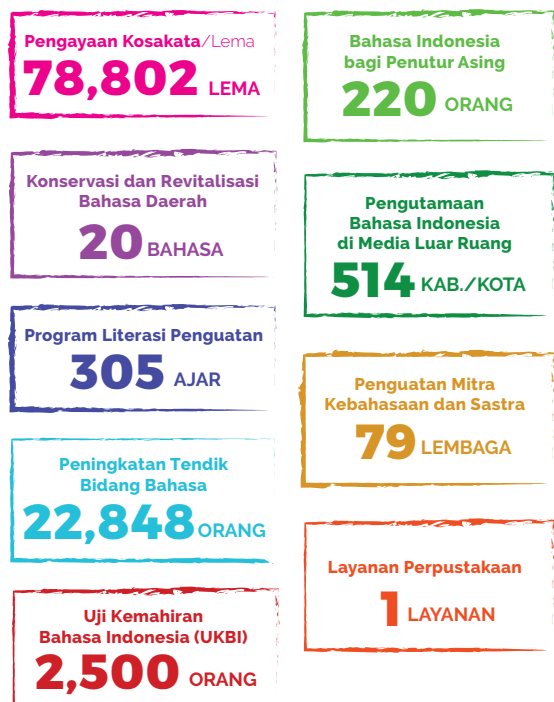 Pengayaan Kosakata/Lema
78,802 LEMA
Konservasi dan Revitalisasi
Bahasa Daerah
20 BAHASA
Program Literasi Penguatan
305 AJAR
Peningkatan Tendik
Bidang Bahasa
22,848 ORANG
Uji Kemahiran
Bahasa Indonesia (UKBI)
2,500 ORANG
Bahasa Indonesia
bagi Penutur Asing
220 ORANG
Pengutamaan
Bahasa Indonesia
di Media Luar Ruang
514 KAB./KOTA
Penguatan Mitra
Kebahasaan dan Sastra
79 LEMBAGA
Layanan Perpustakaan
1 LAYANAN